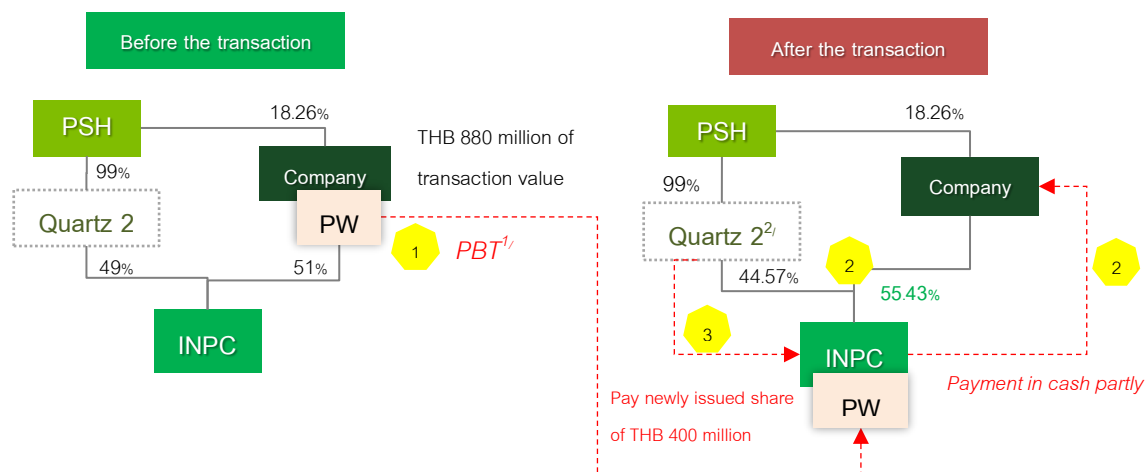 Before the transaction
PSH
18.26%
99%
Company
PW
Quartz 2
49%
51%
INPC
THB 880 million of
transaction value
1
PBT1/
After the transaction
PSH
18.26%
99%
Company
Quartz 22/
2
2
44.57%
55.43%
3
INPC
PW
Payment in cash partly
Pay newly issued share
of THB 400 million